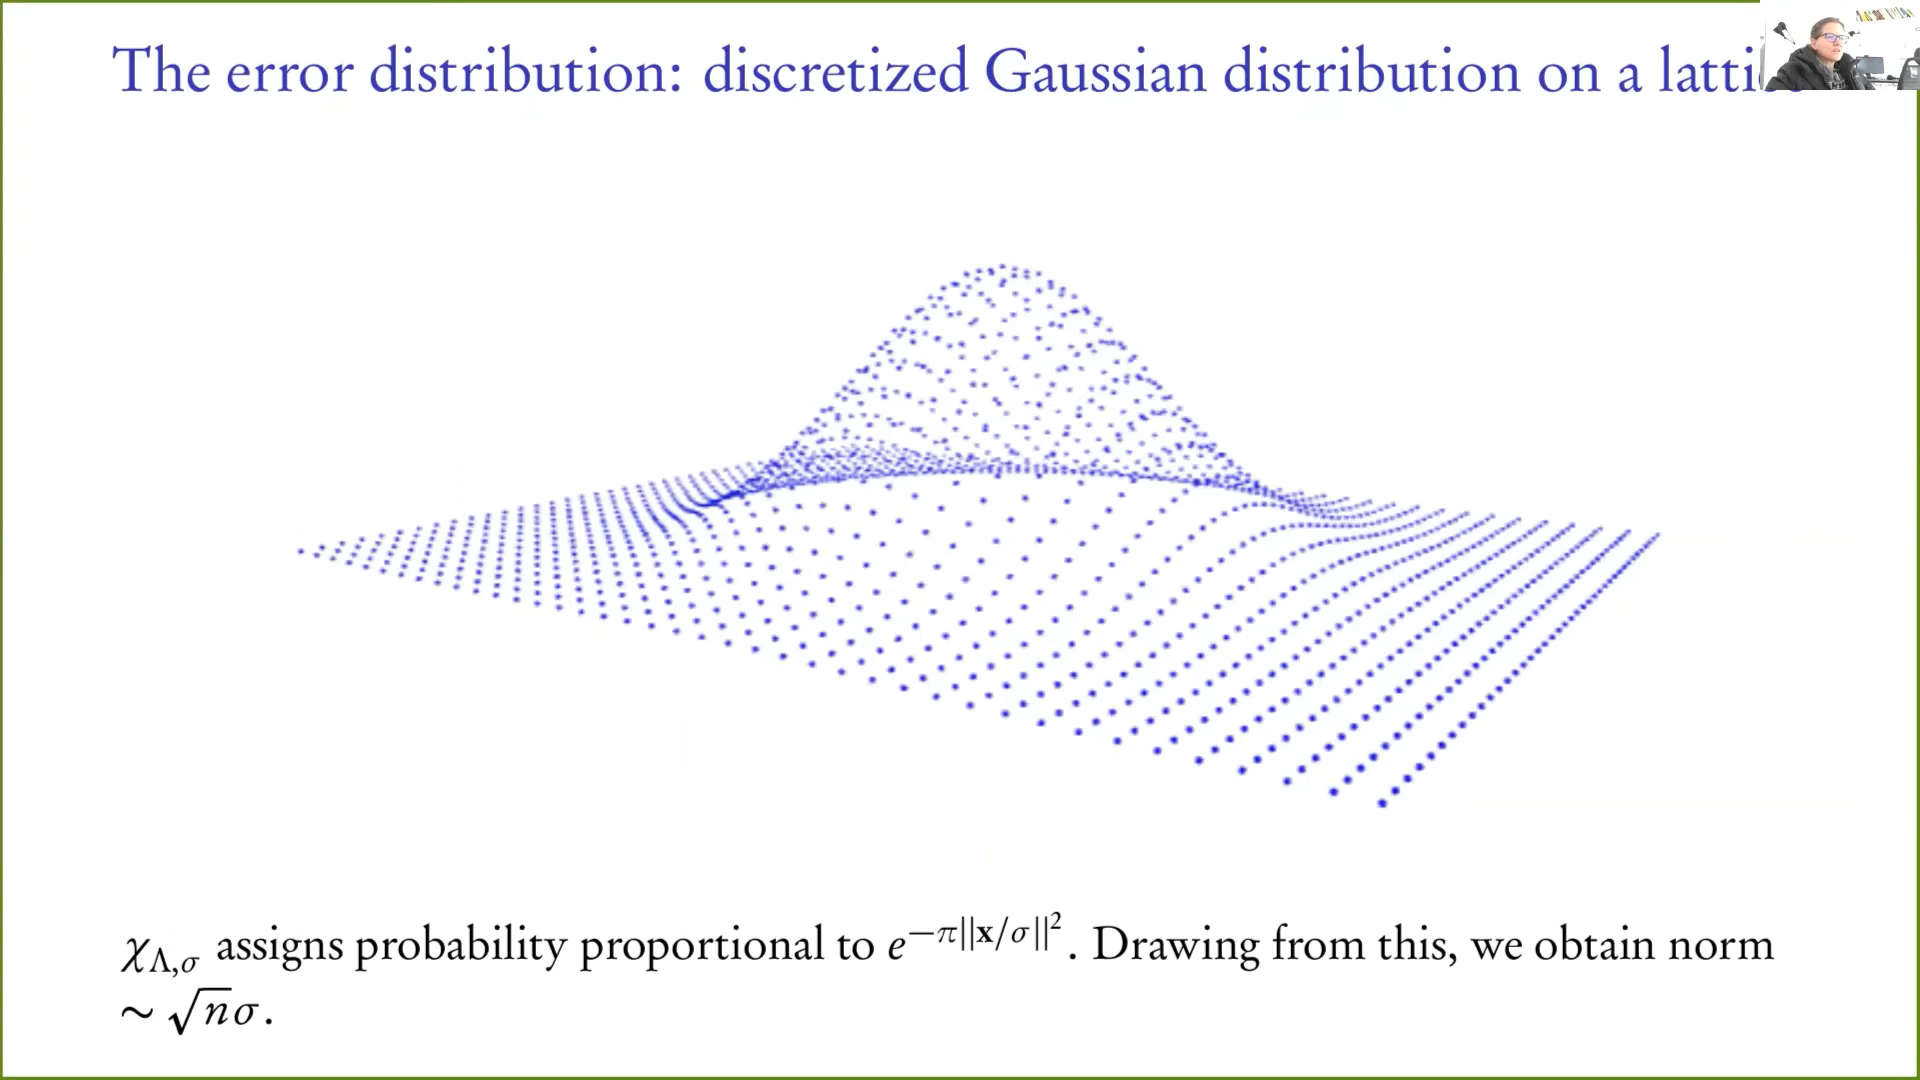 The error distribution: discretized Gaussian distribution on a
χ_{Λ,σ} assigns probability proportional to e^{−π||x/σ||²}. Drawing from this, we obtain norm
∼ √nσ.